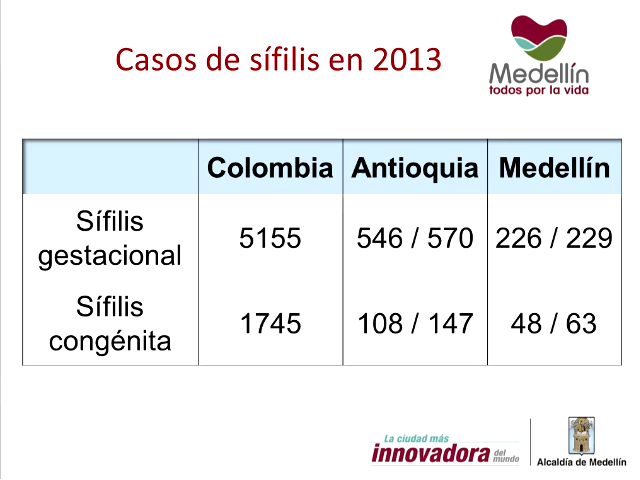 Casos de sífilis en 2013
Medellín
todos por la vida
Colombia Antioquia Medellín
Sífilis
gestacional 5155 546 / 570 226 / 229
Sífilis
congénita 1745 108 / 147 48 / 63
La ciudad más
innovadora del
mundo
Alcaldía de Medellín